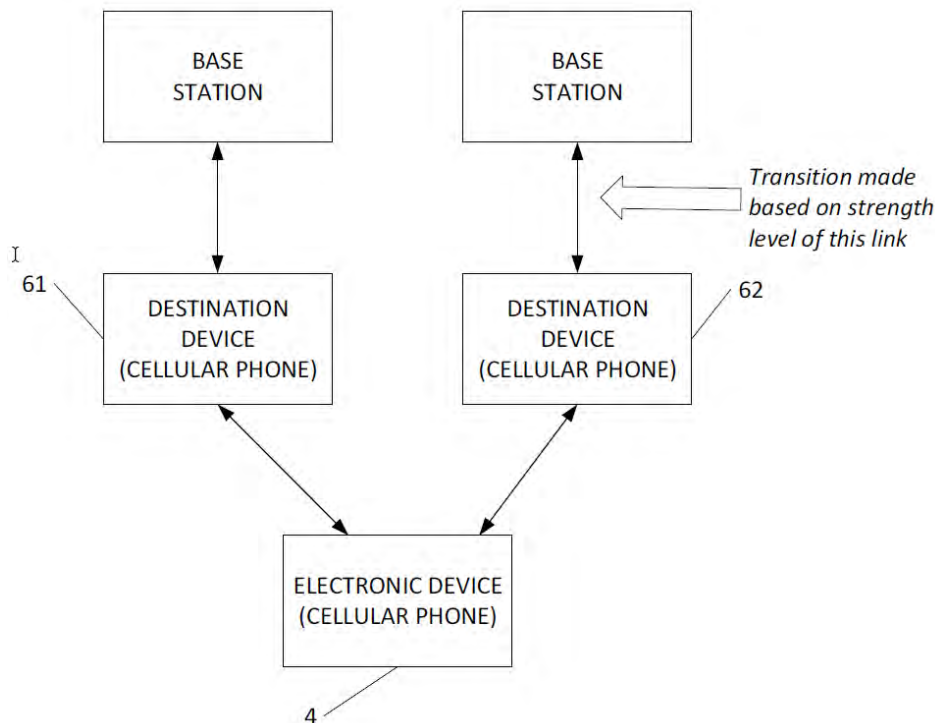 BASE
STATION
BASE
STATION
Transition made
based on strength
level of this link
61
DESTINATION
DEVICE
(CELLULAR PHONE)
DESTINATION
DEVICE
(CELLULAR PHONE)
62
ELECTRONIC DEVICE
(CELLULAR PHONE)
4